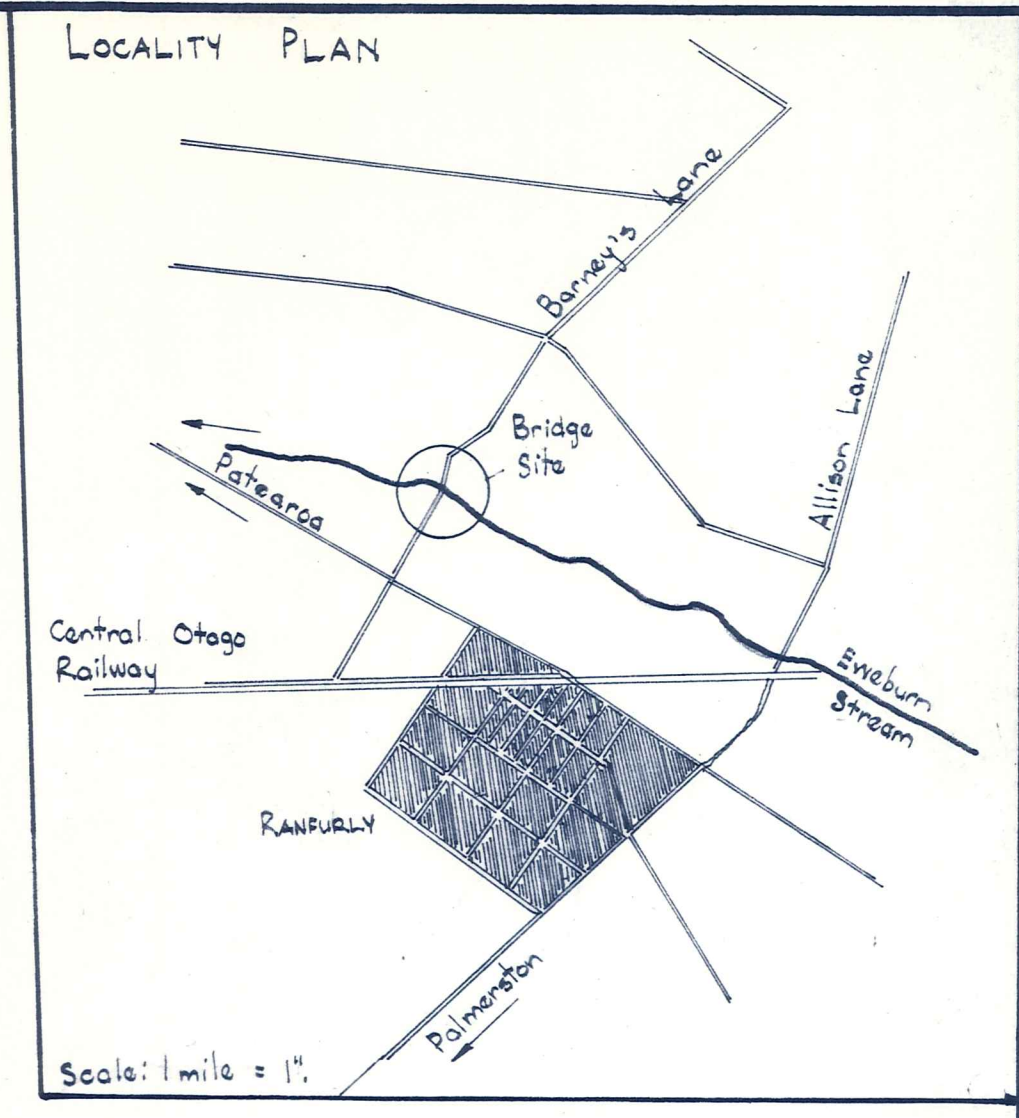 LOCALITY PLAN
Barney's Lane
Allison Lane
Bridge
Site
Patearoa
Central Otago
Railway
Eweburn
Stream
RANFURLY
Palmerston
Scale: 1 mile = 1".